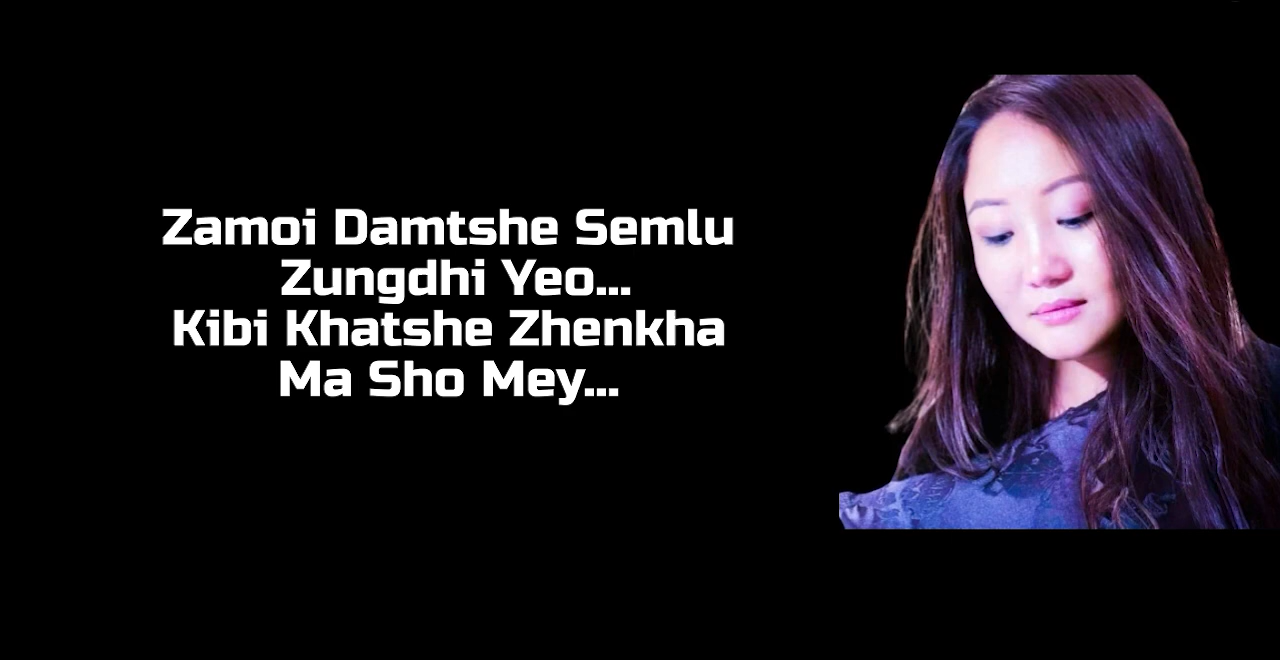 Zamoi Damtshe Semlu
Zungdhi Yeo...
Kibi Khatshe Zhenkha
Ma Sho Mey...